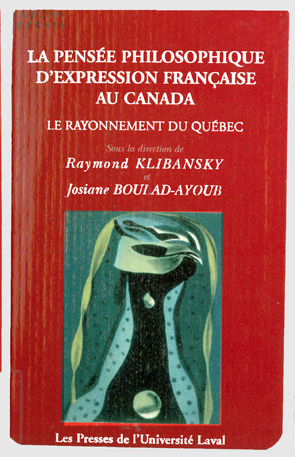 LA PENSÉE PHILOSOPHIQUE
D'EXPRESSION FRANÇAISE
AU CANADA
LE RAYONNEMENT DU QUÉBEC
Sous la direction de
Raymond KLIBANSKY
et
Josiane BOULAD-AYOUB
Les Presses de l'Université Laval